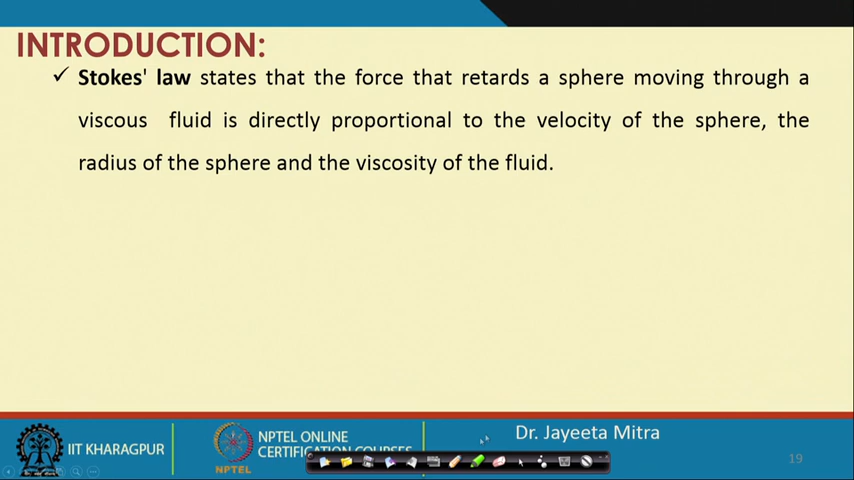 INTRODUCTION:
✓ Stokes' law states that the force that retards a sphere moving through a
viscous fluid is directly proportional to the velocity of the sphere, the
radius of the sphere and the viscosity of the fluid.
IIT KHARAGPUR
NPTEL
NPTEL ONLINE
CERTIFICATION COURSES
Dr. Jayeeta Mitra
19